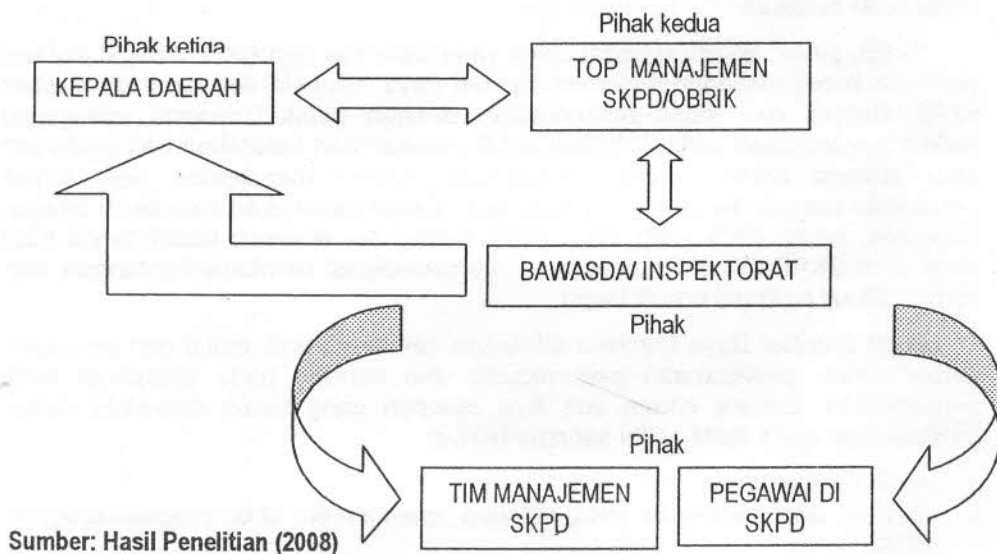 Pihak kedua
Pihak ketiga
KEPALA DAERAH
TOP MANAJEMEN
SKPD/OBRIK
BAWASDA/ INSPEKTORAT
Pihak
Pihak
TIM MANAJEMEN
SKPD
PEGAWAI DI
SKPD
Sumber: Hasil Penelitian (2008)